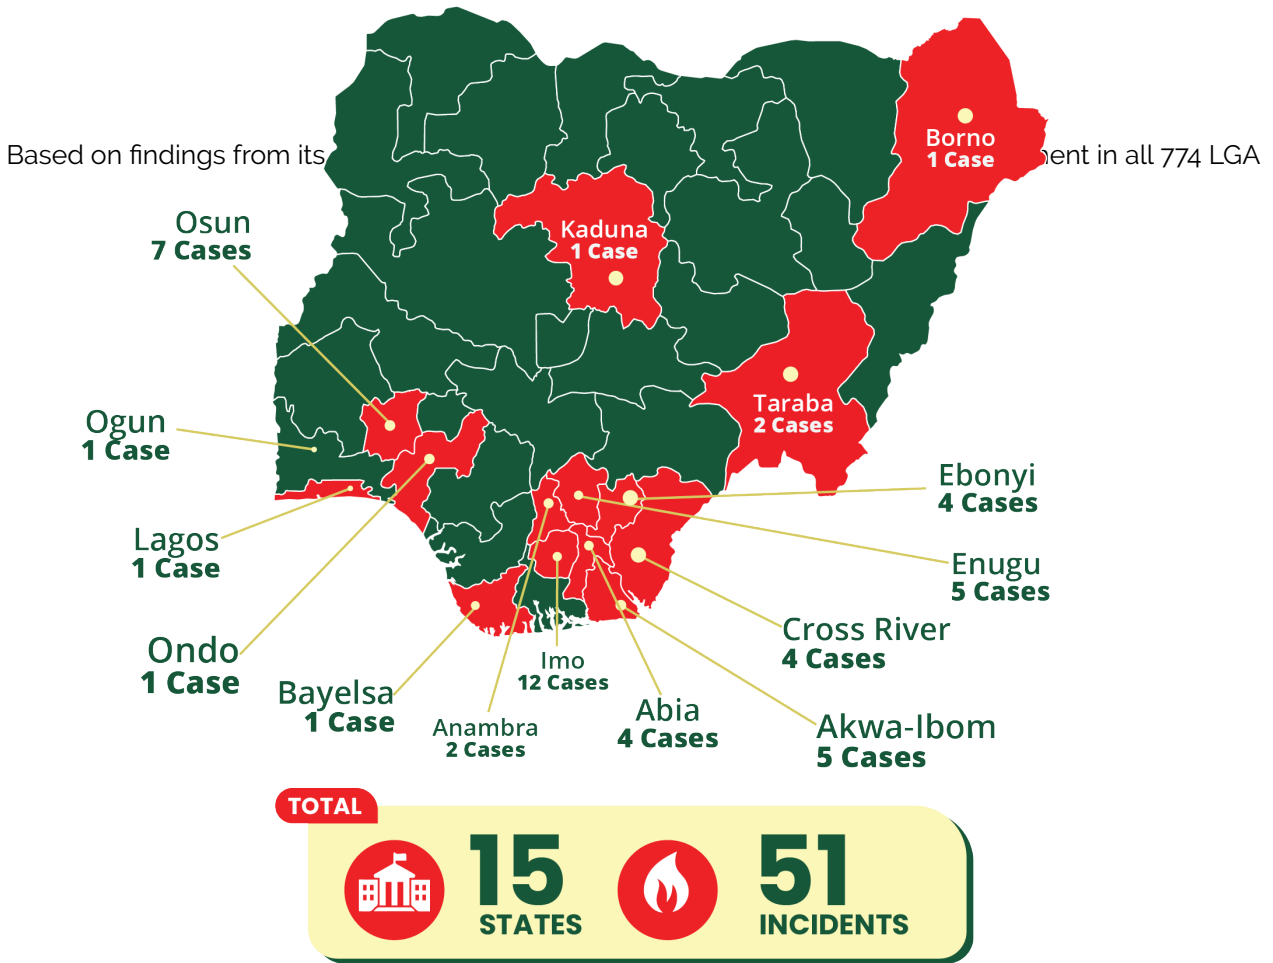 Based on findings from its
ment in all 774 LGA
Borno
1 Case
Osun
7 Cases
Kaduna
1 Case
Taraba
2 Cases
Ogun
1 Case
Ebonyi
4 Cases
Lagos
1 Case
Enugu
5 Cases
Cross River
4 Cases
Ondo
1 Case
Imo
12 Cases
Bayelsa
1 Case
Abia
4 Cases
Anambra
2 Cases
Akwa-Ibom
5 Cases
TOTAL
15
STATES
51
INCIDENTS